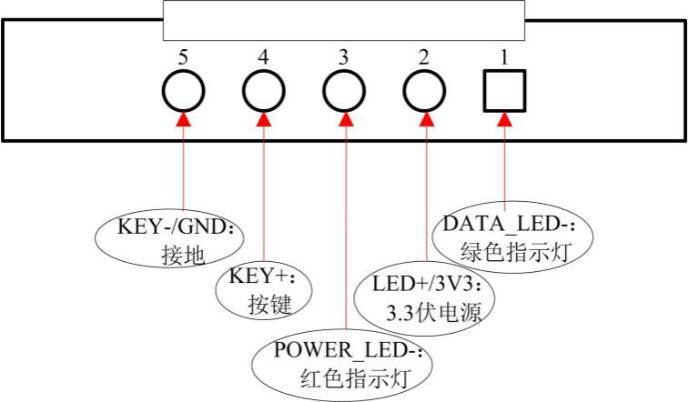 5 4 3 2 1
KEY-/GND:
接地
KEY+:
按键
POWER_LED-:
红色指示灯
LED+/3V3:
3.3伏电源
DATA_LED-:
绿色指示灯